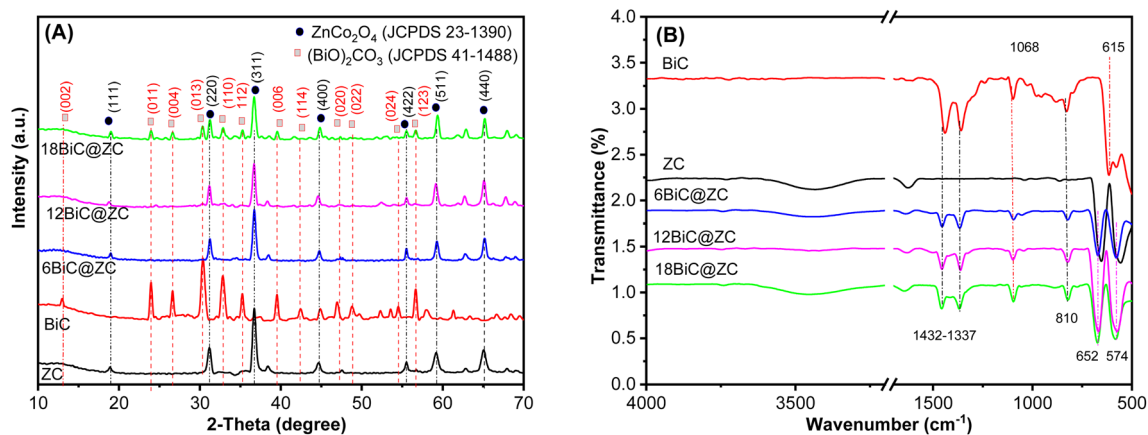 (A)
ZnCo₂O₄ (JCPDS 23-1390)
(BiO)₂CO₃ (JCPDS 41-1488)
(002)
(111)
(011)
(004)
(013)
(220)
(110)
(112)
(311)
(006
(114)
(400)
(020)
(022)
(024)
(422)
(123)
(511)
(440)
18BiC@ZC
12BiC@ZC
6BiC@ZC
BiC
ZC
Intensity (a.u.)
10 20 30 40 50 60 70
2-Theta (degree)
(B)
BiC
1068
615
ZC
6BiC@ZC
12BiC@ZC
18BiC@ZC
1432-1337
810
652
574
Transmittance (%)
4.0
3.5
3.0
2.5
2.0
1.5
1.0
0.5
0.0
4000 3500 1500 1000 500
Wavenumber (cm⁻¹)